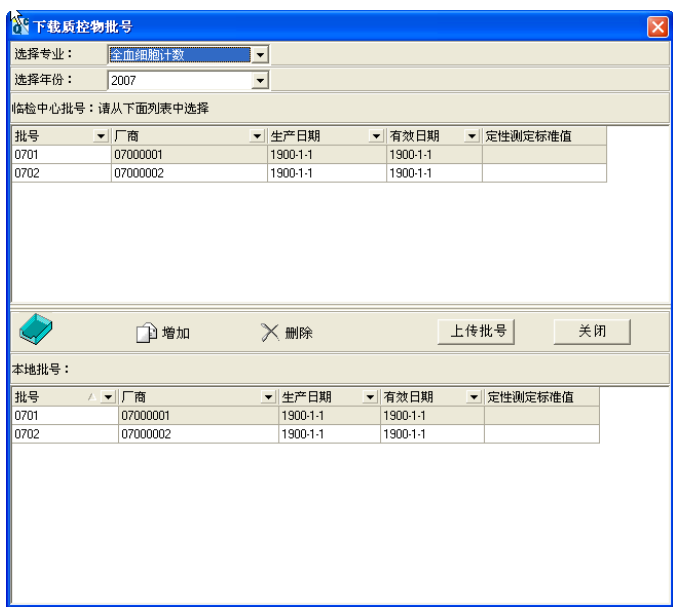 下载质控物批号
选择专业： 全血细胞计数
选择年份： 2007
临检中心批号：请从下面列表中选择
批号 厂商 生产日期 有效日期 定性测定标准值
0701 07000001 1900-1-1 1900-1-1
0702 07000002 1900-1-1 1900-1-1
增加 删除 上传批号 关闭
本地批号：
批号 厂商 生产日期 有效日期 定性测定标准值
0701 07000001 1900-1-1 1900-1-1
0702 07000002 1900-1-1 1900-1-1